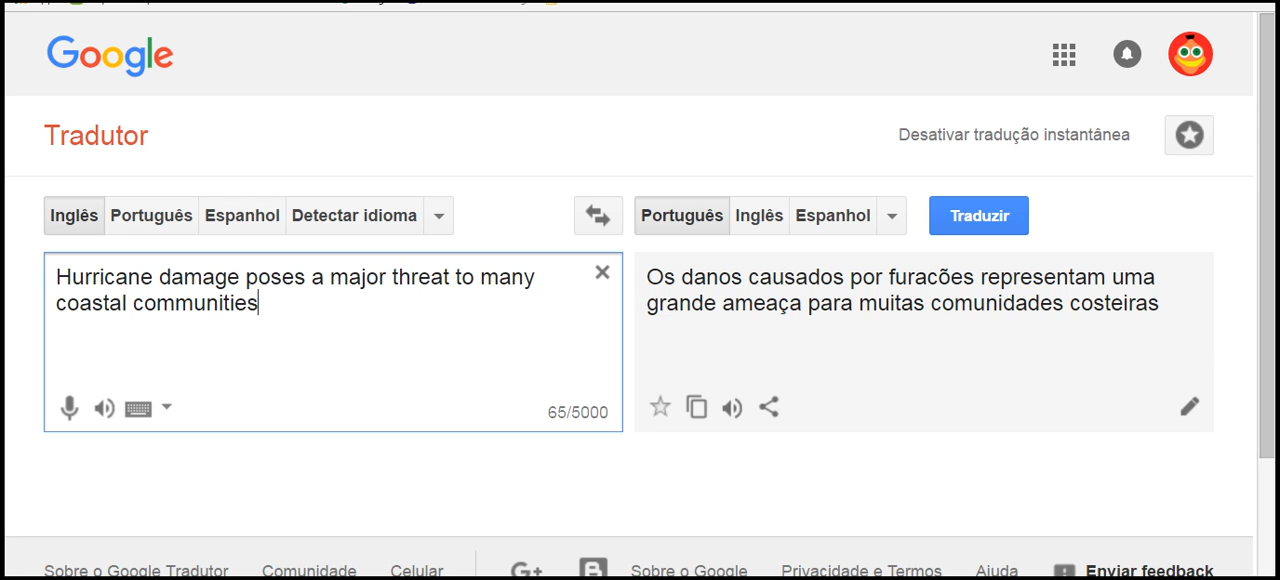 Google
Tradutor
Desativar tradução instantânea
Inglês Português Espanhol Detectar idioma
Português Inglês Espanhol
Traduzir
Hurricane damage poses a major threat to many
coastal communities
65/5000
Os danos causados por furacões representam uma
grande ameaça para muitas comunidades costeiras
Sobre o Google Tradutor Comunidade Celular G+ B Sobre o Google Privacidade e Termos Ajuda Enviar feedback